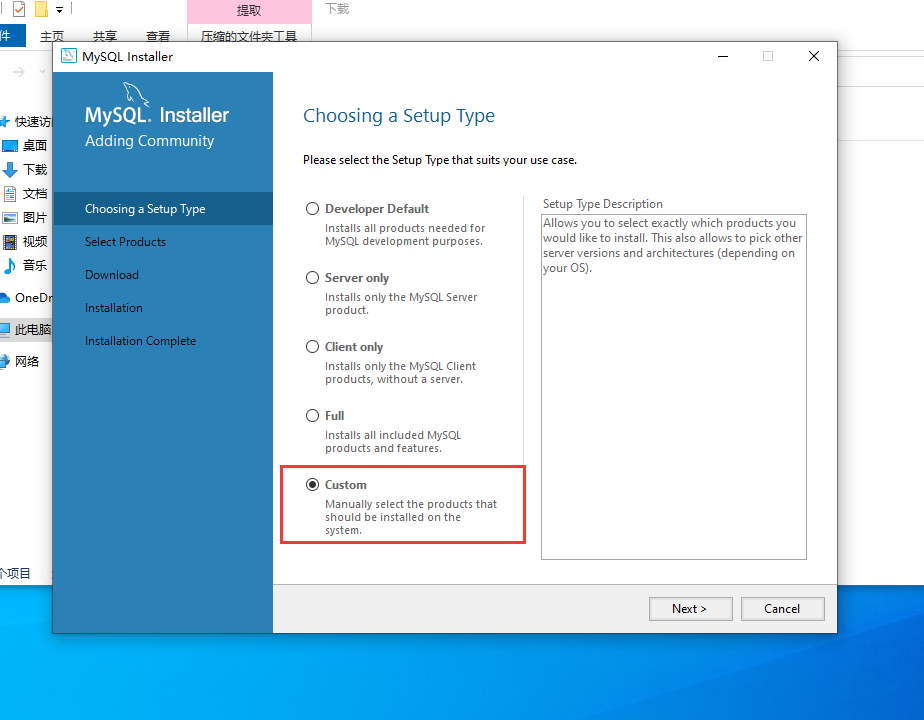 提取
下载
件
主页
共享
查看
压缩的文件夹工具
MySQL Installer
MySQL. Installer
Adding Community
Choosing a Setup Type
Select Products
Download
Installation
Installation Complete
快速访
桌面
下载
文档
图片
视频
音乐
OneDr
此电脑
网络
个项目
Choosing a Setup Type
Please select the Setup Type that suits your use case.
Developer Default
Installs all products needed for
MySQL development purposes.
Server only
Installs only the MySQL Server
product.
Client only
Installs only the MySQL Client
products, without a server.
Full
Installs all included MySQL
products and features.
Custom
Manually select the products that
should be installed on the
system.
Setup Type Description
Allows you to select exactly which products you
would like to install. This also allows to pick other
server versions and architectures (depending on
your OS).
Next >
Cancel